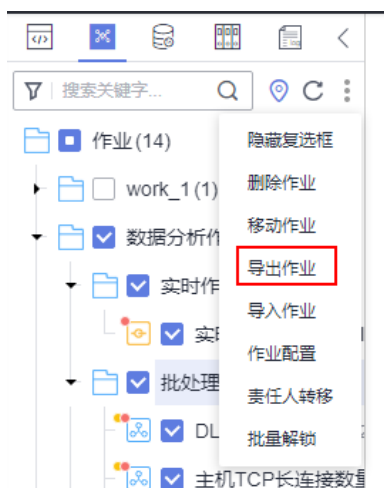 搜索关键字...
作业(14)
隐藏复选框
work_1(1)
删除作业
数据分析作
移动作业
实时作
导出作业
导入作业
实时
作业配置
批处理
责任人转移
DL
批量解锁
主机TCP长连接数量